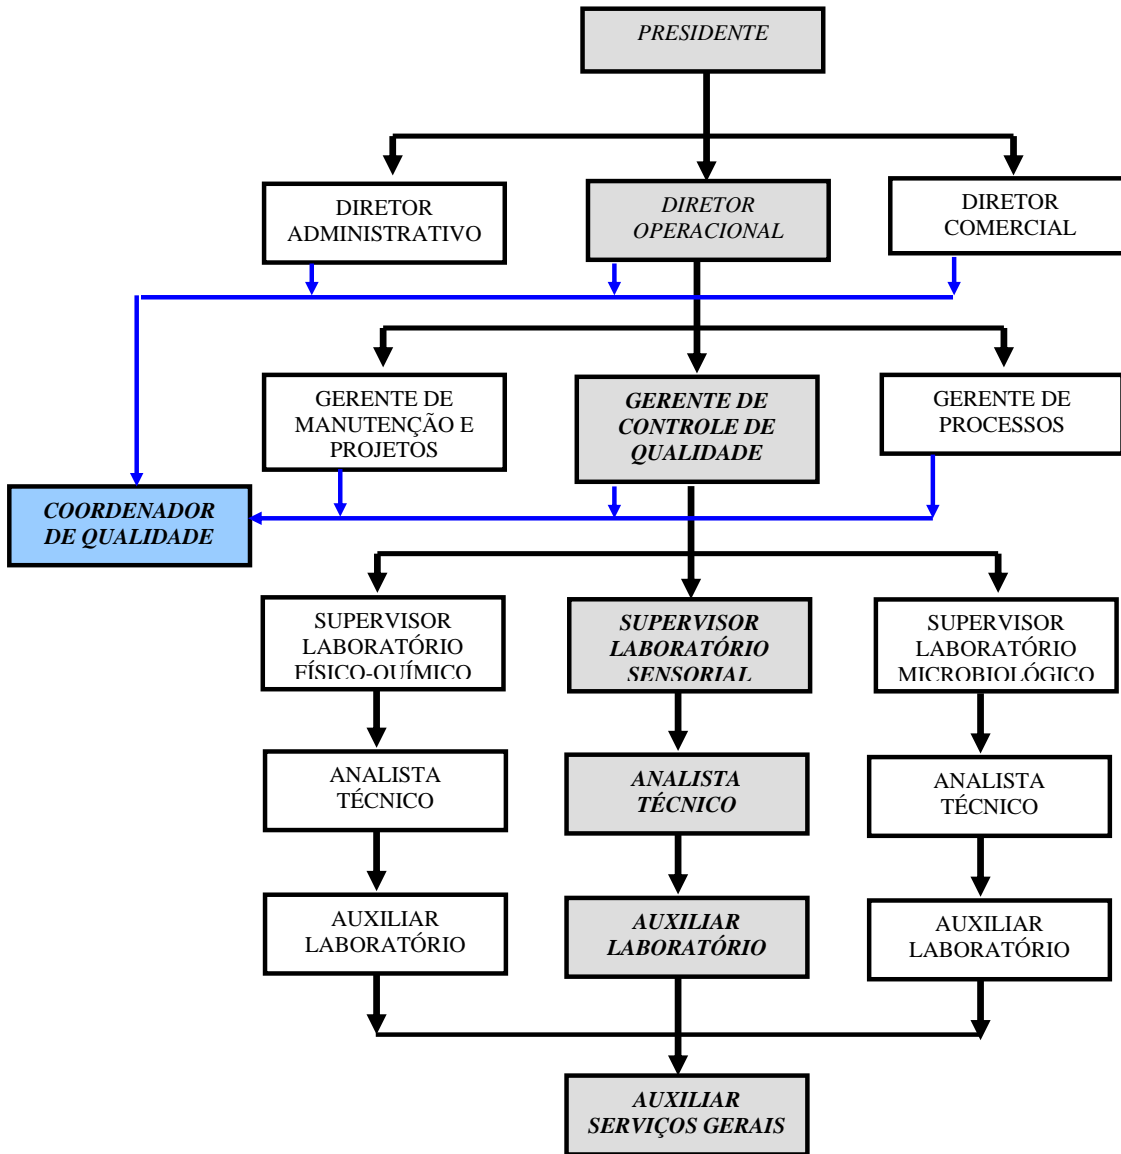 PRESIDENTE
DIRETOR
ADMINISTRATIVO
DIRETOR
OPERACIONAL
DIRETOR
COMERCIAL
GERENTE DE
MANUTENÇÃO E
PROJETOS
GERENTE DE
CONTROLE DE
QUALIDADE
GERENTE DE
PROCESSOS
COORDENADOR
DE QUALIDADE
SUPERVISOR
LABORATÓRIO
FÍSICO-QUÍMICO
SUPERVISOR
LABORATÓRIO
SENSORIAL
SUPERVISOR
LABORATÓRIO
MICROBIOLÓGICO
ANALISTA
TÉCNICO
ANALISTA
TÉCNICO
ANALISTA
TÉCNICO
AUXILIAR
LABORATÓRIO
AUXILIAR
LABORATÓRIO
AUXILIAR
LABORATÓRIO
AUXILIAR
SERVIÇOS GERAIS